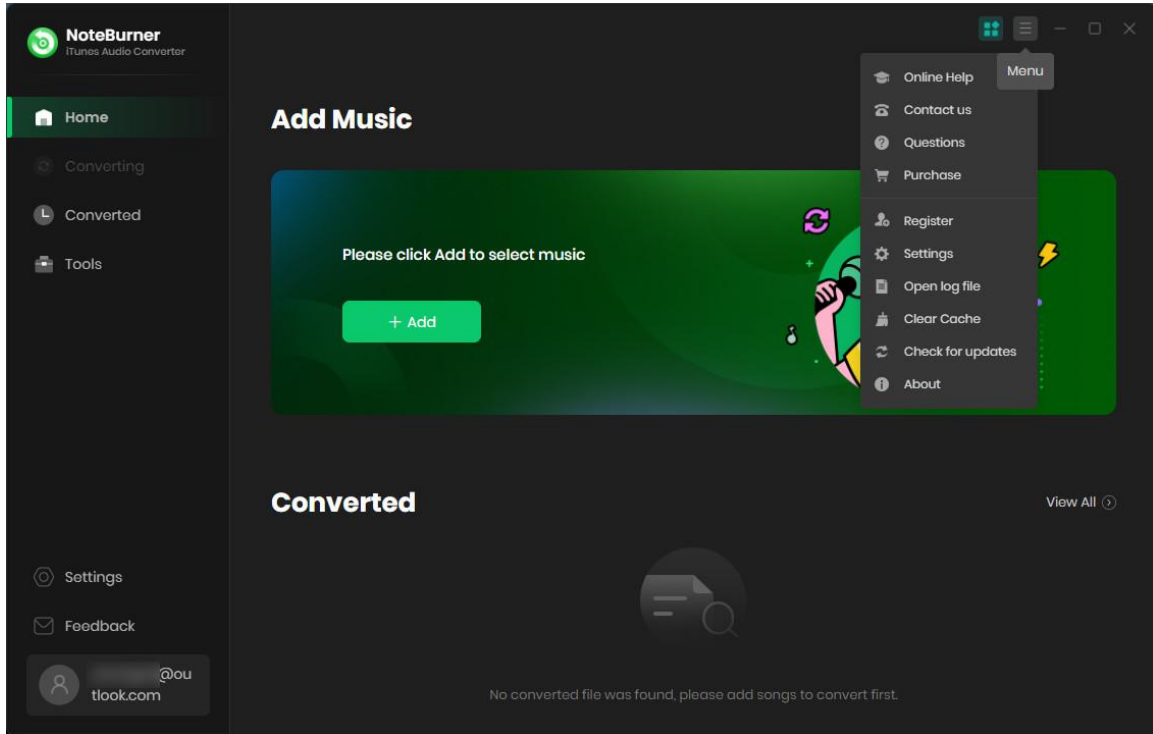 NoteBurner
iTunes Audio Converter
Home
Converting
Converted
Tools
Settings
Feedback
@ou
tlook.com
Menu
Online Help
Contact us
Questions
Purchase
Register
Settings
Open log file
Clear Cache
Check for updates
About
Add Music
Please click Add to select music
+ Add
Converted
View All
No converted file was found, please add songs to convert first.